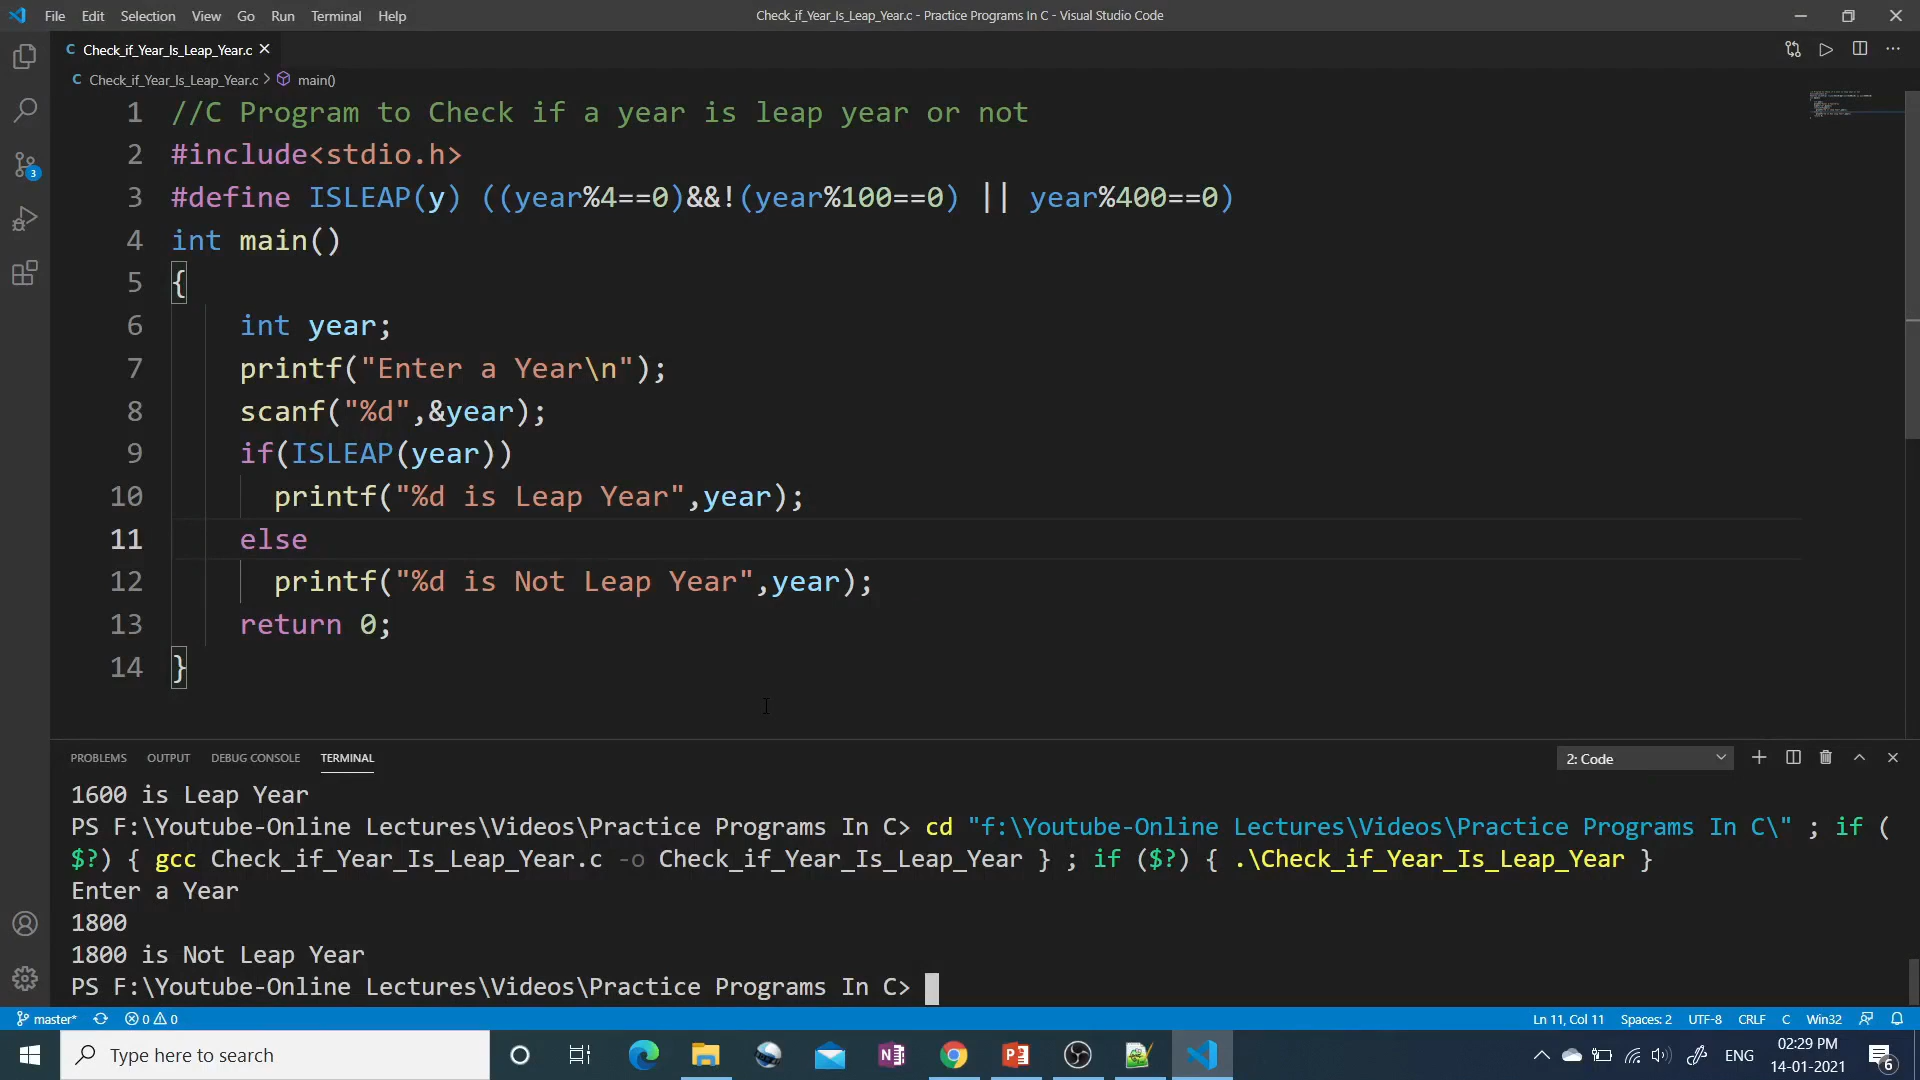 File Edit Selection View Go Run Terminal Help
Check_if_Year_Is_Leap_Year.c - Practice Programs In C - Visual Studio Code
C Check_if_Year_Is_Leap_Year.c
C Check_if_Year_Is_Leap_Year.c > main()
1 //C Program to Check if a year is leap year or not
2 #include<stdio.h>
3 #define ISLEAP(y) ((year%4==0)&&!(year%100==0) || year%400==0)
4 int main()
5 {
6 int year;
7 printf("Enter a Year\n");
8 scanf("%d",&year);
9 if(ISLEAP(year))
10 printf("%d is Leap Year",year);
11 else
12 printf("%d is Not Leap Year",year);
13 return 0;
14 }
3
PROBLEMS OUTPUT DEBUG CONSOLE TERMINAL
2: Code
1600 is Leap Year
PS F:\Youtube-Online Lectures\Videos\Practice Programs In C> cd "f:\Youtube-Online Lectures\Videos\Practice Programs In C\" ; if (
$?) { gcc Check_if_Year_Is_Leap_Year.c -o Check_if_Year_Is_Leap_Year } ; if ($?) { .\Check_if_Year_Is_Leap_Year }
Enter a Year
1800
1800 is Not Leap Year
PS F:\Youtube-Online Lectures\Videos\Practice Programs In C>
master* 0 0
Ln 11, Col 11 Spaces: 2 UTF-8 CRLF C Win32
Type here to search
ENG
02:29 PM
14-01-2021
6